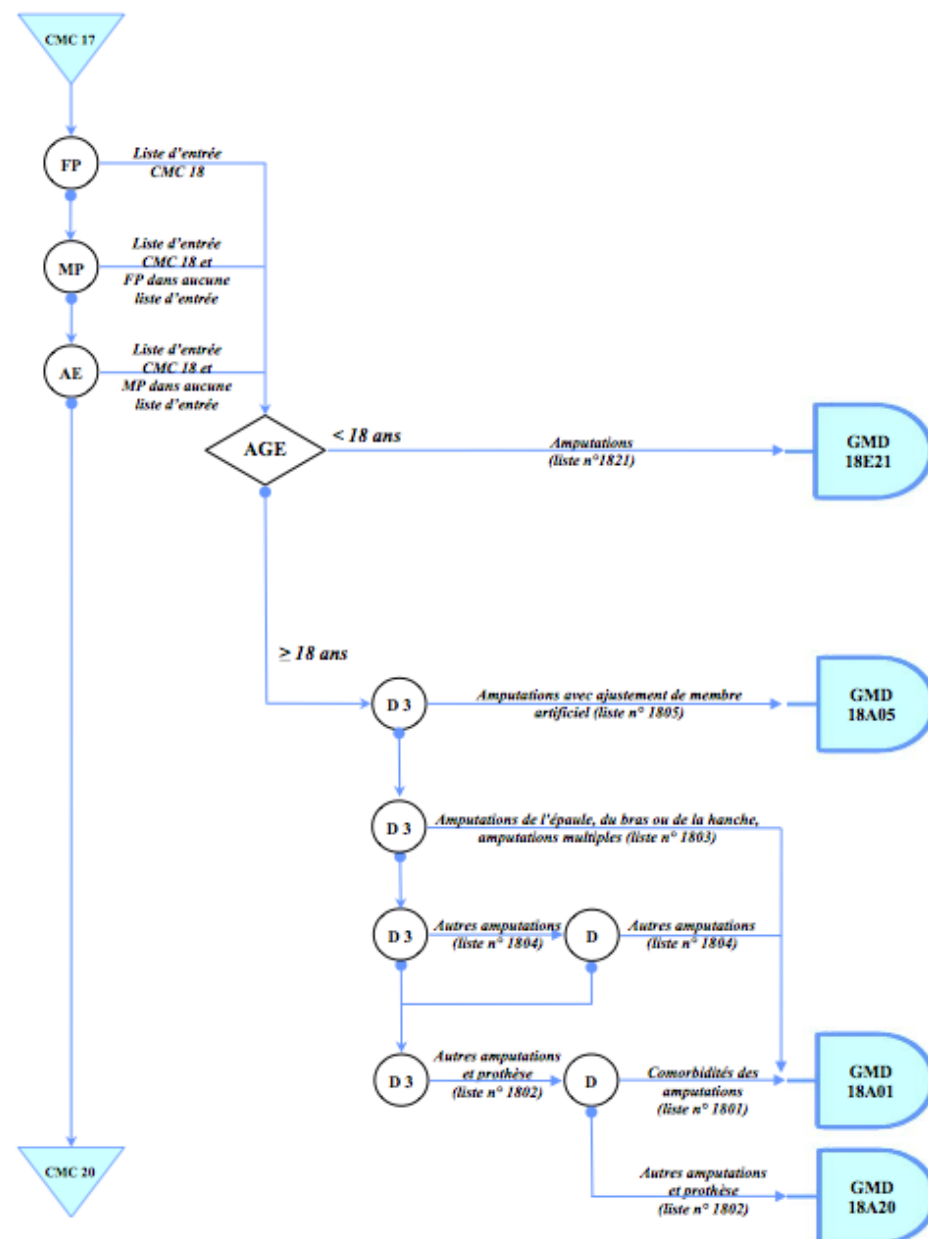 CMC 17
FP
Liste d'entrée
CMC 18
MP
Liste d'entrée
CMC 18 et
FP dans aucune
liste d'entrée
AE
Liste d'entrée
CMC 18 et
MP dans aucune
liste d'entrée
AGE
< 18 ans
Amputations
(liste n°1821)
GMD
18E21
≥ 18 ans
D 3
Amputations avec ajustement de membre
artificiel (liste n° 1805)
GMD
18A05
D 3
Amputations de l'épaule, du bras ou de la hanche,
amputations multiples (liste n° 1803)
D 3
Autres amputations
(liste n° 1804)
D
Autres amputations
(liste n° 1804)
D 3
Autres amputations
et prothèse
(liste n° 1802)
D
Comorbidités des
amputations
(liste n° 1801)
GMD
18A01
CMC 20
Autres amputations
et prothèse
(liste n° 1802)
GMD
18A20